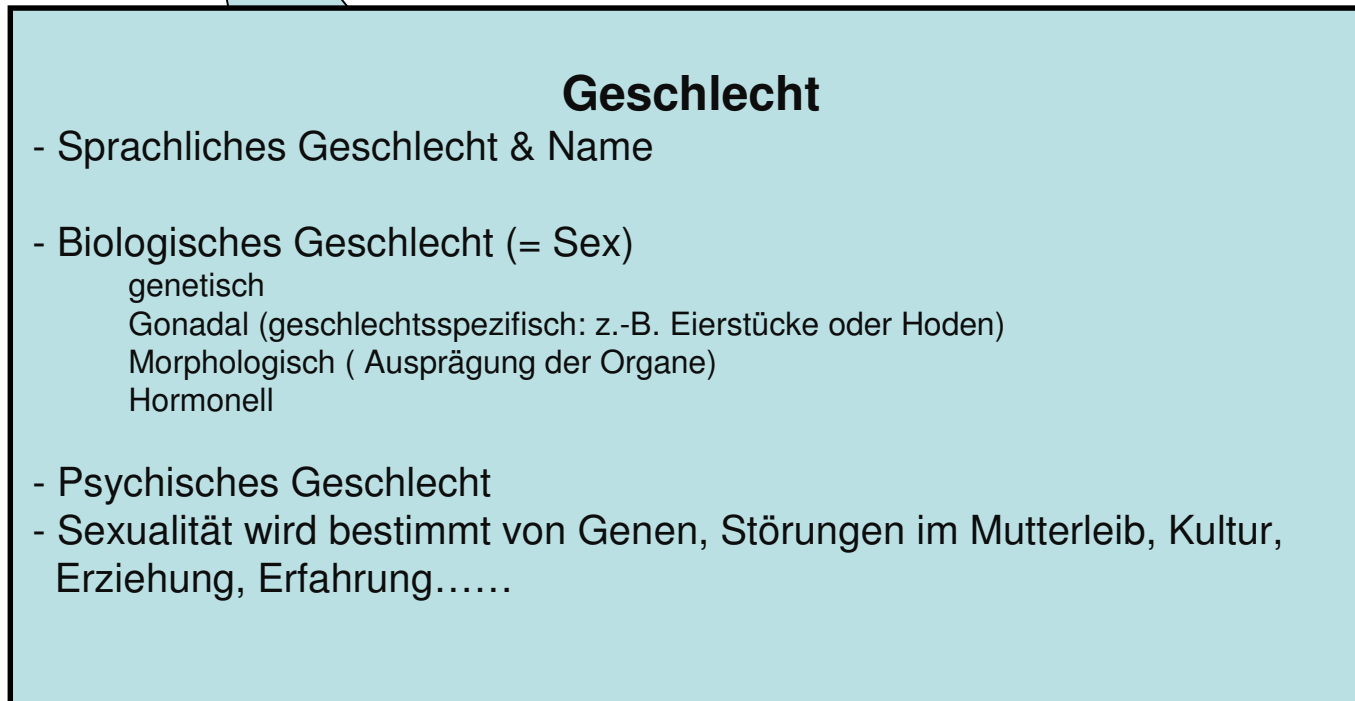 Geschlecht
- Sprachliches Geschlecht & Name
- Biologisches Geschlecht (= Sex)
genetisch
Gonadal (geschlechtsspezifisch: z.-B. Eierstücke oder Hoden)
Morphologisch ( Ausprägung der Organe)
Hormonell
- Psychisches Geschlecht
- Sexualität wird bestimmt von Genen, Störungen im Mutterleib, Kultur,
Erziehung, Erfahrung……